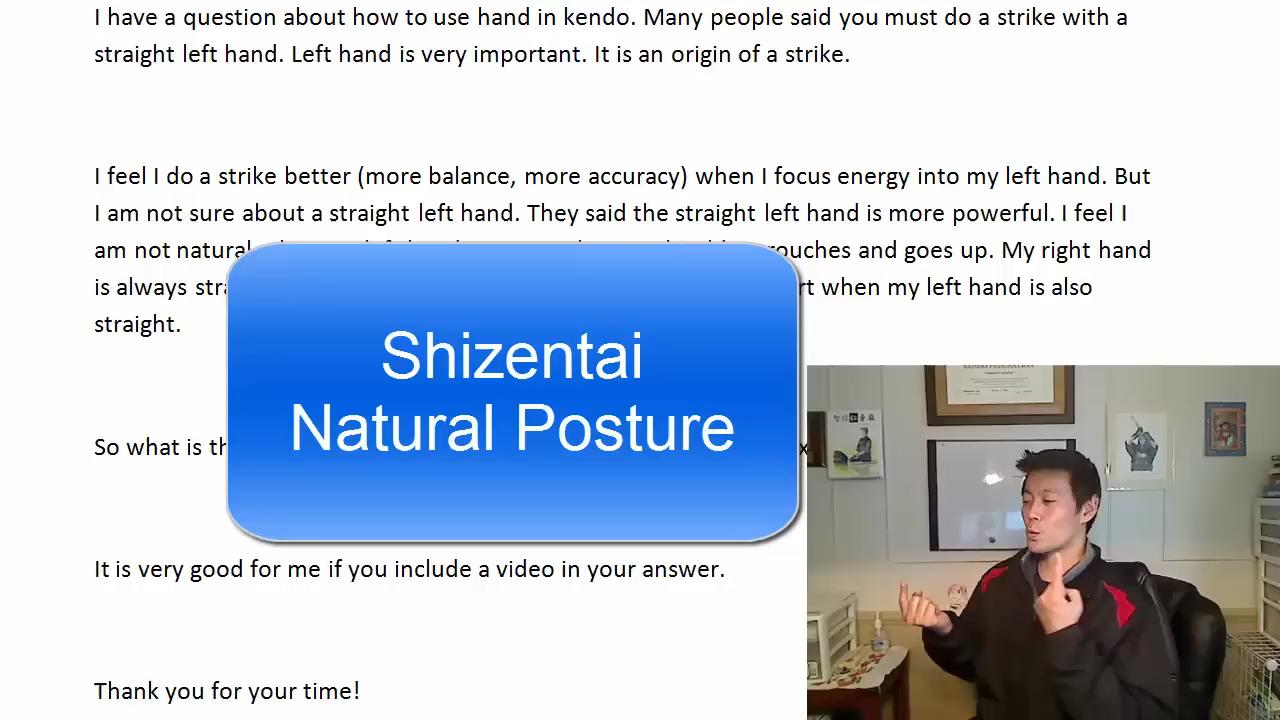 I have a question about how to use hand in kendo. Many people said you must do a strike with a
straight left hand. Left hand is very important. It is an origin of a strike.
I feel I do a strike better (more balance, more accuracy) when I focus energy into my left hand. But
I am not sure about a straight left hand. They said the straight left hand is more powerful. I feel I
am not natural and goes up. My right hand
is always when my left hand is also
straight.
Shizentai
Natural Posture
So what is
It is very good for me if you include a video in your answer.
Thank you for your time!